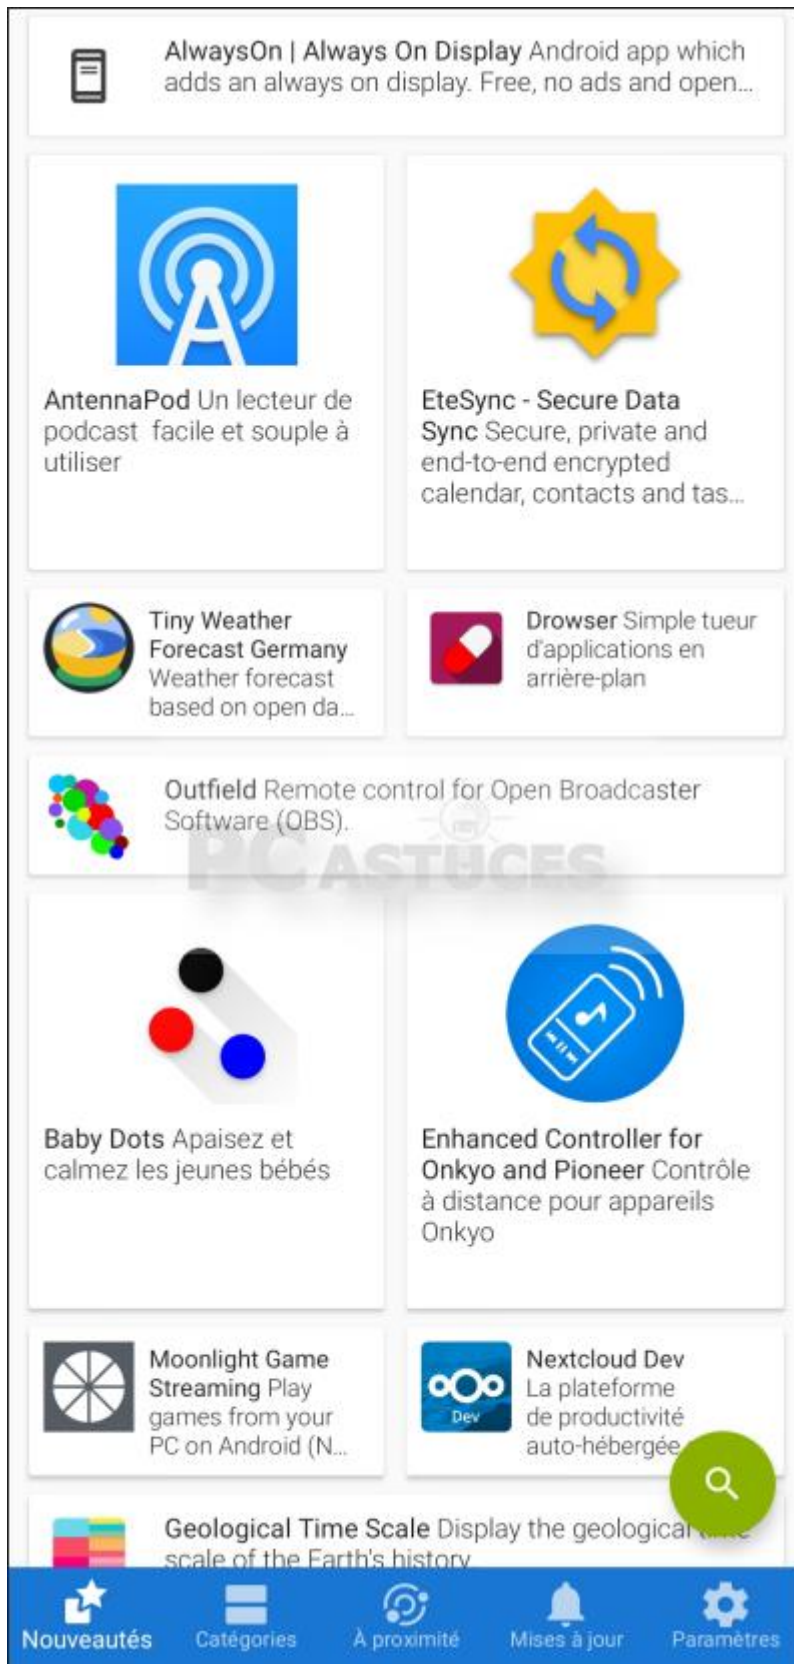 AlwaysOn | Always On Display Android app which
adds an always on display. Free, no ads and open...
AntennaPod Un lecteur de
podcast facile et souple à
utiliser
EteSync - Secure Data
Sync Secure, private and
end-to-end encrypted
calendar, contacts and tas...
Tiny Weather
Forecast Germany
Weather forecast
based on open da...
Drowser Simple tueur
d'applications en
arrière-plan
Outfield Remote control for Open Broadcaster
Software (OBS).
PC ASTUCES
Baby Dots Apaisez et
calmez les jeunes bébés
Enhanced Controller for
Onkyo and Pioneer Contrôle
à distance pour appareils
Onkyo
Moonlight Game
Streaming Play
games from your
PC on Android (N...
Dev
Nextcloud Dev
La plateforme
de productivité
auto-hébergée
Geological Time Scale Display the geological time
scale of the Earth's history
Nouveautés
Catégories
À proximité
Mises à jour
Paramètres